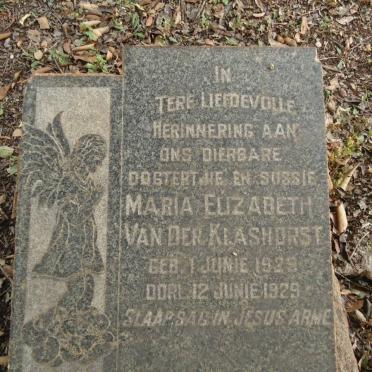 IN
TERE LIEFDEVOLLE
HERINNERING AAN
ONS DIERBARE
DOGTERTJIE EN SUSSIE
MARIA ELIZABETH
VAN DER KLASHORST
GEB. 1 JUNIE 1929
OORL 12 JUNIE 1929
SLAAP SAG IN JESUS ARME